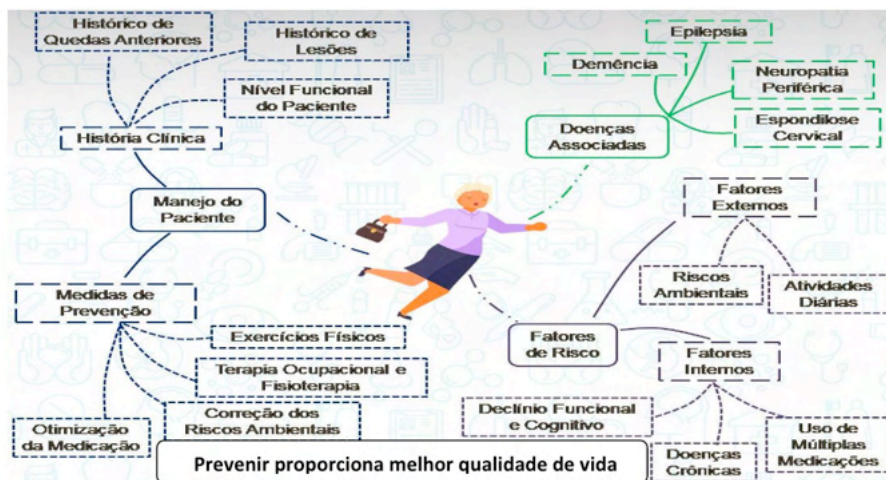 Histórico de
Quedas Anteriores
Histórico de
Lesões
Nível Funcional
do Paciente
História Clínica
Manejo do
Paciente
Medidas de
Prevenção
Exercícios Físicos
Terapia Ocupacional e
Fisioterapia
Otimização
da Medicação
Correção dos
Riscos Ambientais
Epilepsia
Demência
Neuropatia
Periférica
Espondilose
Cervical
Doenças
Associadas
Fatores
Externos
Riscos
Ambientais
Atividades
Diárias
Fatores
de Risco
Fatores
Internos
Declínio Funcional
e Cognitivo
Doenças
Crônicas
Uso de
Múltiplas
Medicações
Prevenir proporciona melhor qualidade de vida